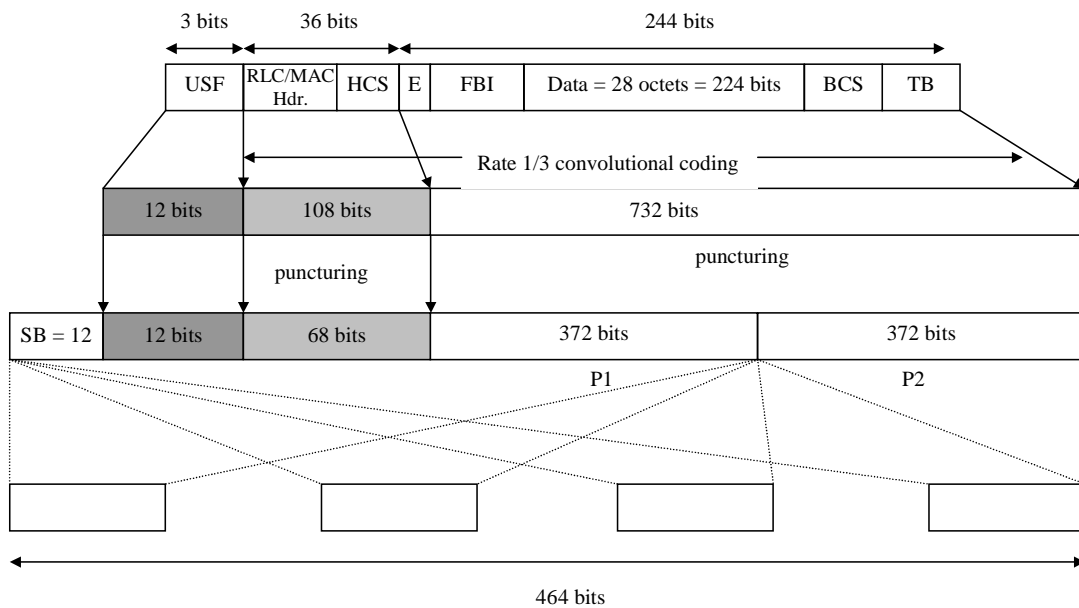 3 bits
36 bits
244 bits
USF
RLC/MAC
Hdr.
HCS
E
FBI
Data = 28 octets = 224 bits
BCS
TB
Rate 1/3 convolutional coding
12 bits
108 bits
732 bits
puncturing
puncturing
SB = 12
12 bits
68 bits
372 bits
372 bits
P1
P2
464 bits